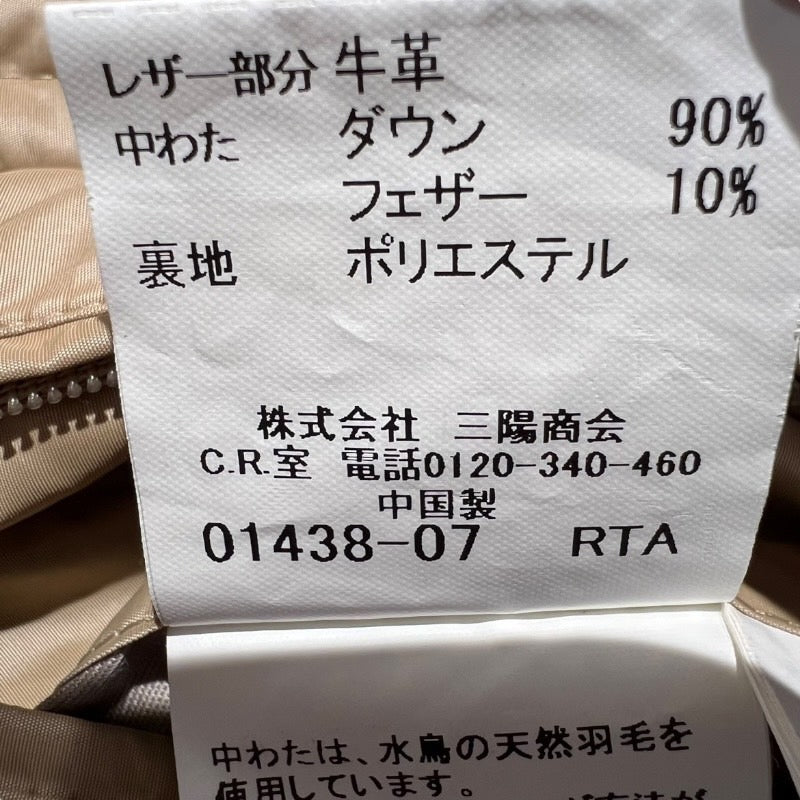 レザー部分 牛革
中わた ダウン 90%
フェザー 10%
裏地 ポリエステル
株式会社 三陽商会
C.R.室 電話0120-340-460
中国製
01438-07 RTA
中わたは、水鳥の天然羽毛を
使用しています。